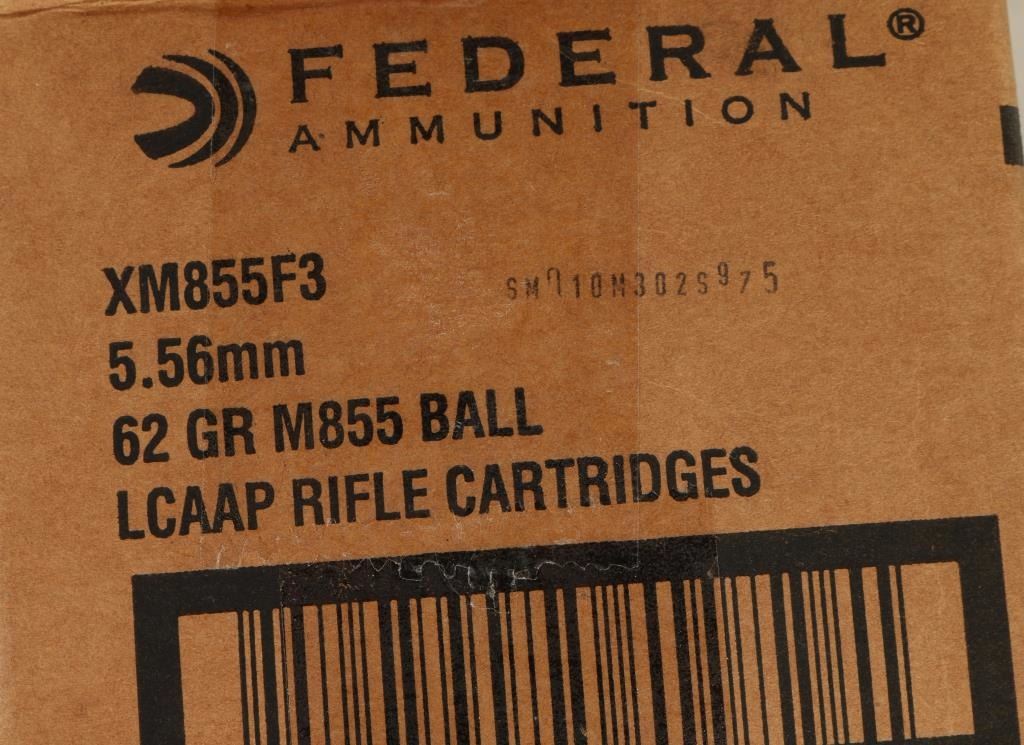 FEDERAL®
AMMUNITION
XM855F3
5.56mm
62 GR M855 BALL
LCAAP RIFLE CARTRIDGES